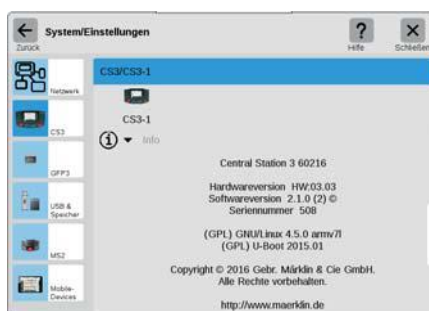 System/Einstellungen
Zurück
Hilfe
Schließen
Netzwerk
CS3
GFP3
USB & Speicher
MS2
Mobile-Devices
CS3/CS3-1
CS3-1
Info
Central Station 3 60216
Hardwareversion HW:03.03
Softwareversion 2.1.0 (2) ©
Seriennummer 508
(GPL) GNU/Linux 4.5.0 armv7l
(GPL) U-Boot 2015.01
Copyright © 2016 Gebr. Märklin & Cie GmbH.
Alle Rechte vorbehalten.
http://www.maerklin.de